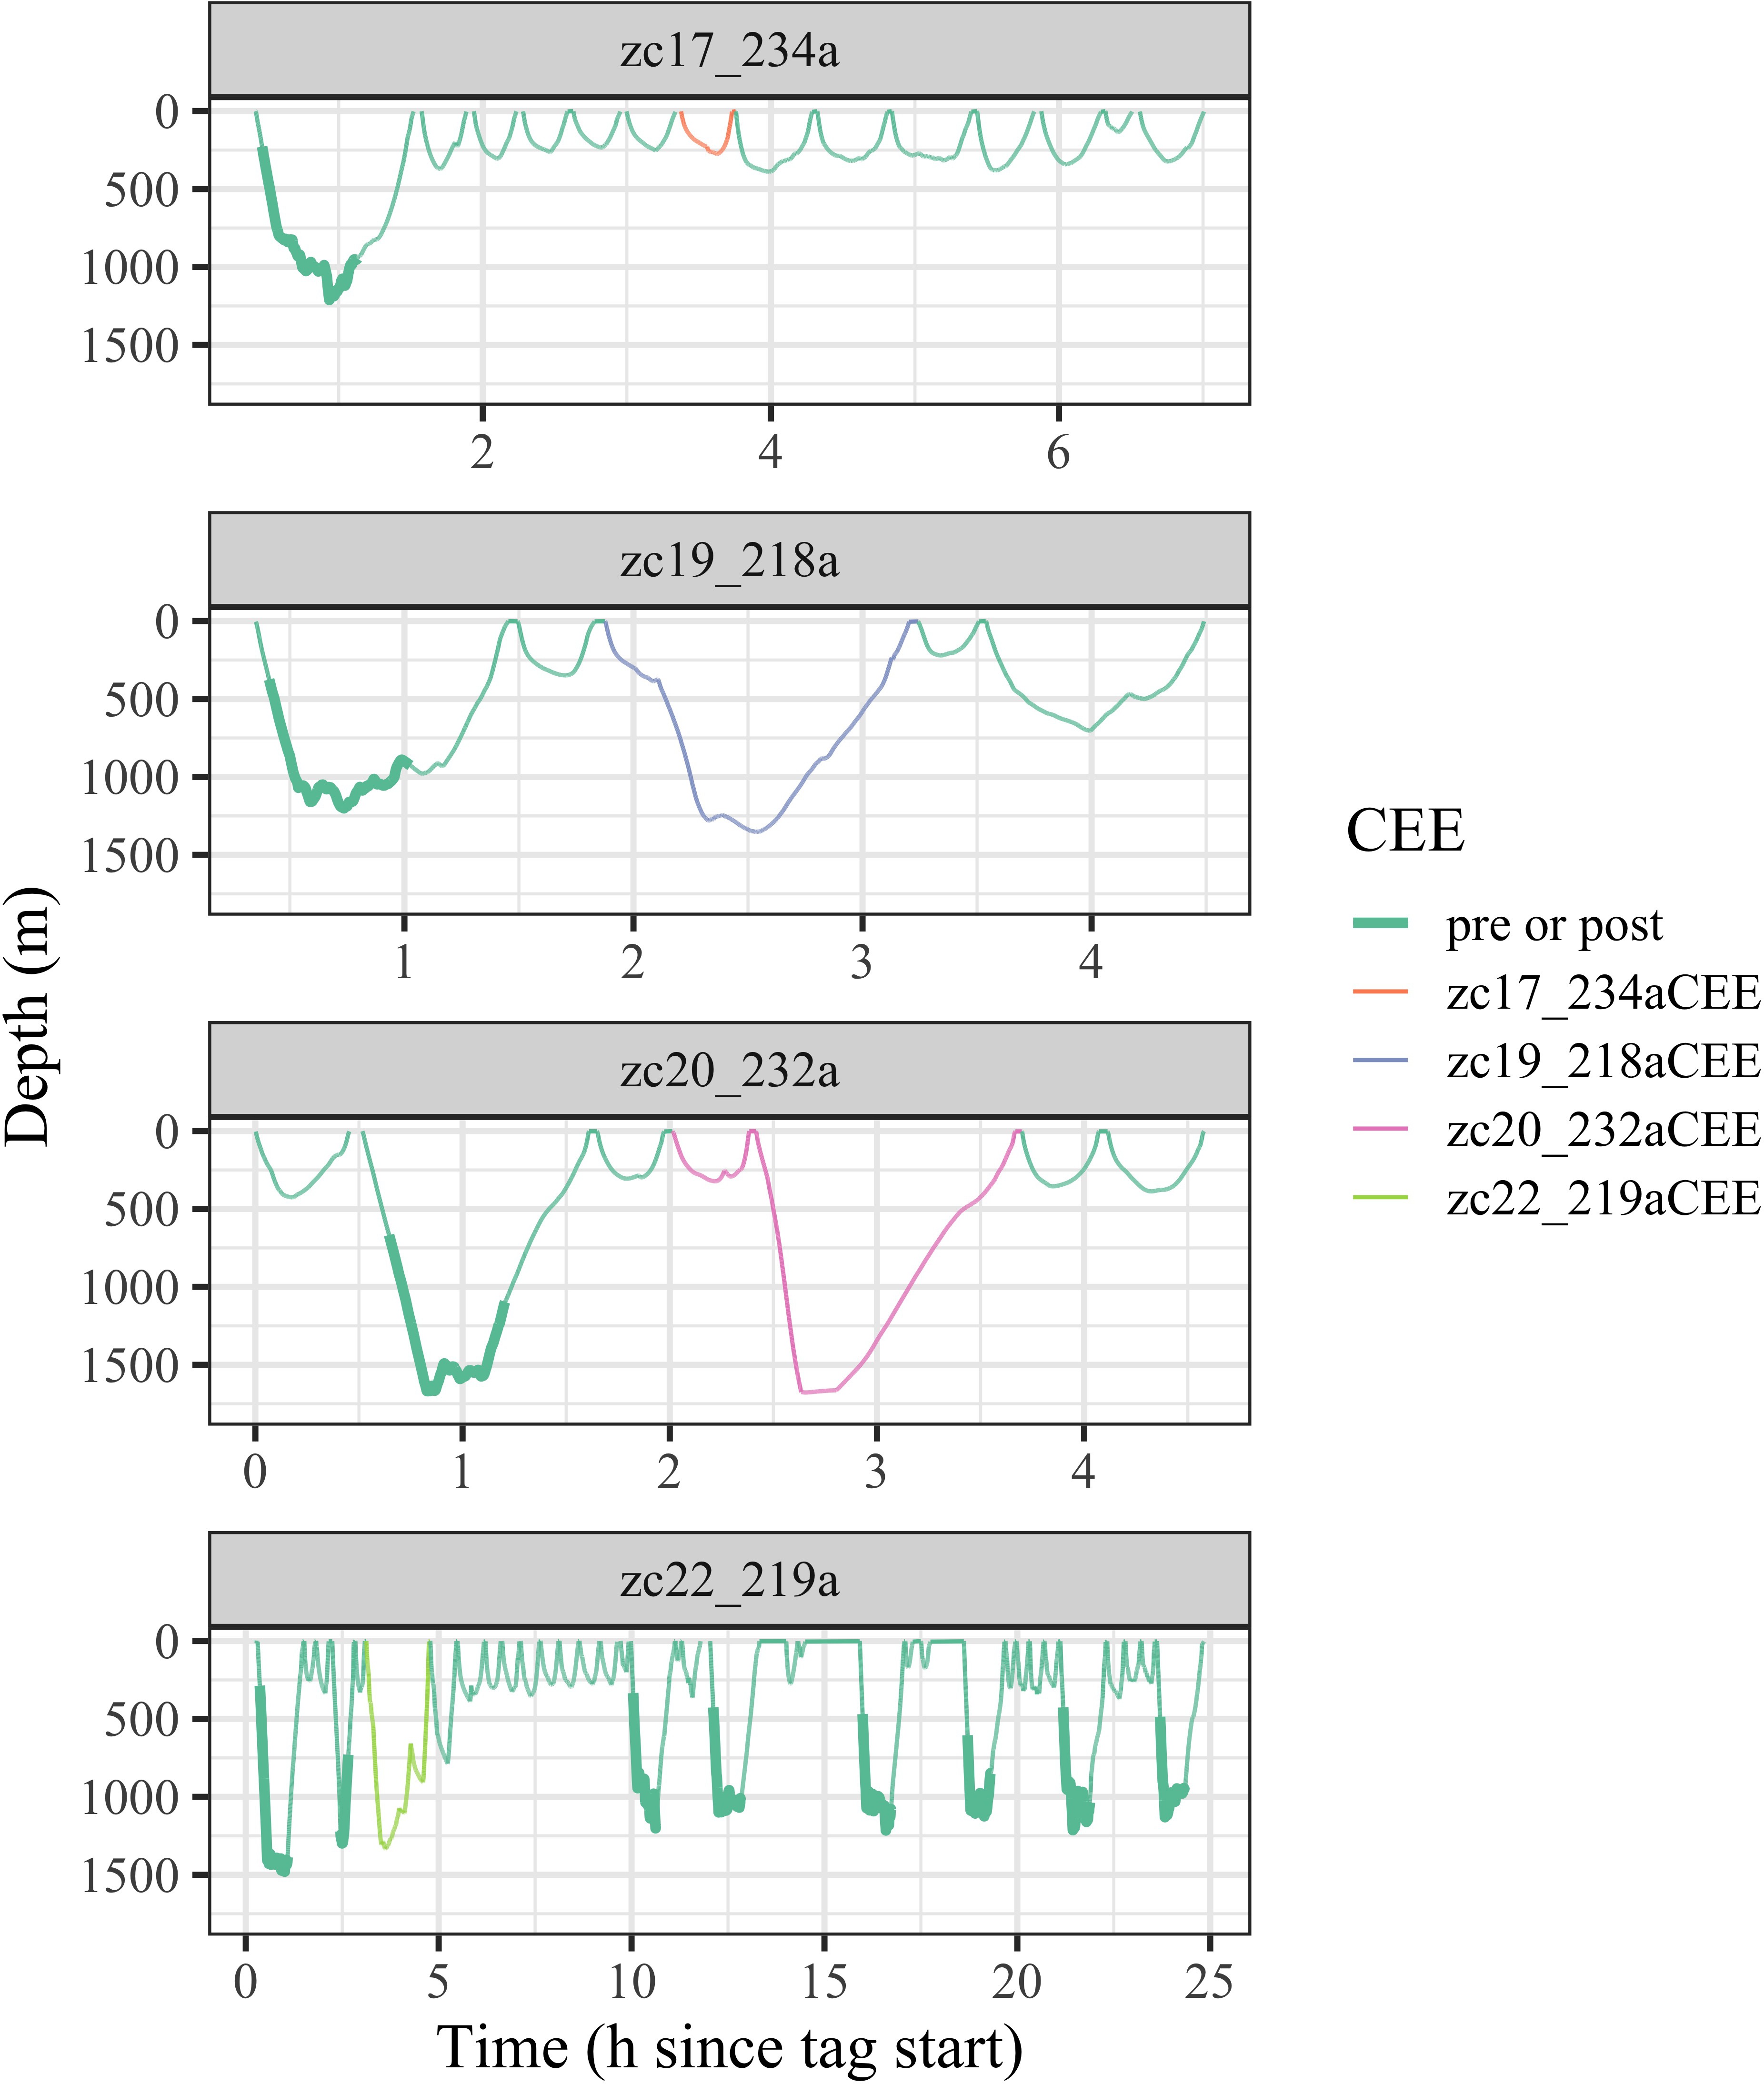 zc17_234a
0
500
1000
1500
2 4 6
zc19_218a
0
500
1000
1500
1 2 3 4
zc20_232a
0
500
1000
1500
0 1 2 3 4
zc22_219a
0
500
1000
1500
0 5 10 15 20 25
Time (h since tag start)
Depth (m)
CEE
pre or post
zc17_234aCEE
zc19_218aCEE
zc20_232aCEE
zc22_219aCEE